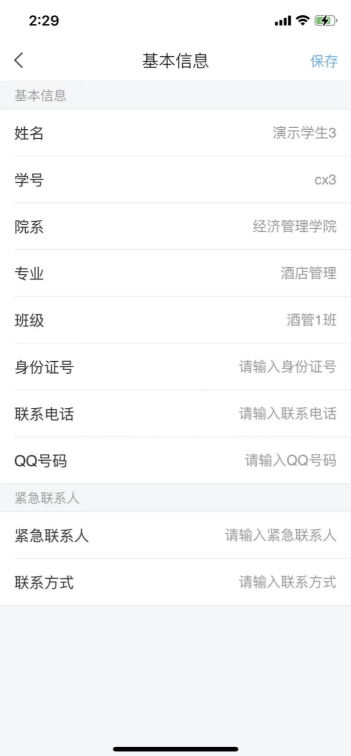 2:29
基本信息
保存
基本信息
姓名 演示学生3
学号 cx3
院系 经济管理学院
专业 酒店管理
班级 酒管1班
身份证号 请输入身份证号
联系电话 请输入联系电话
QQ号码 请输入QQ号码
紧急联系人
紧急联系人 请输入紧急联系人
联系方式 请输入联系方式